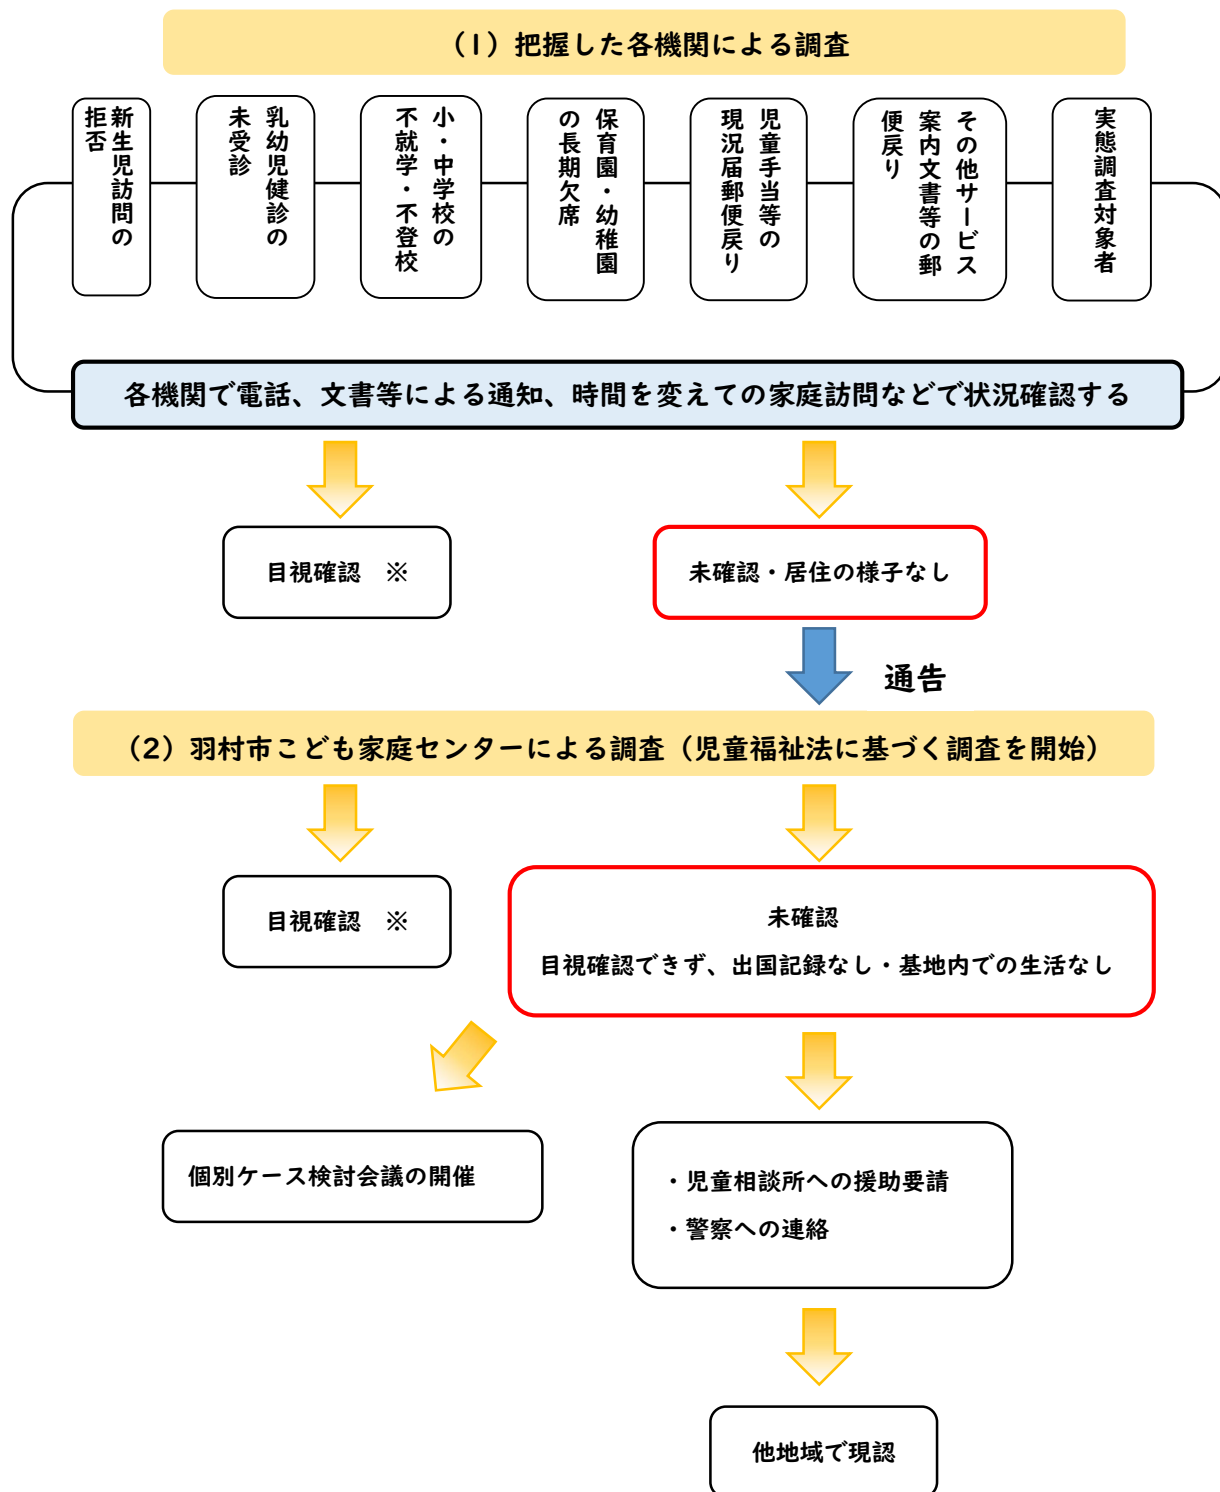 （1）把握した各機関による調査
新生児訪問の
拒否
乳幼児健診の
未受診
小・中学校の
不就学・不登校
保育園・幼稚園
の長期欠席
児童手当等の
現況届郵便戻り
その他サービス
案内文書等の郵
便戻り
実態調査対象者
各機関で電話、文書等による通知、時間を変えての家庭訪問などで状況確認する
目視確認　※
未確認・居住の様子なし
通告
（2）羽村市こども家庭センターによる調査（児童福祉法に基づく調査を開始）
目視確認　※
未確認
目視確認できず、出国記録なし・基地内での生活なし
個別ケース検討会議の開催
・児童相談所への援助要請
・警察への連絡
他地域で現認